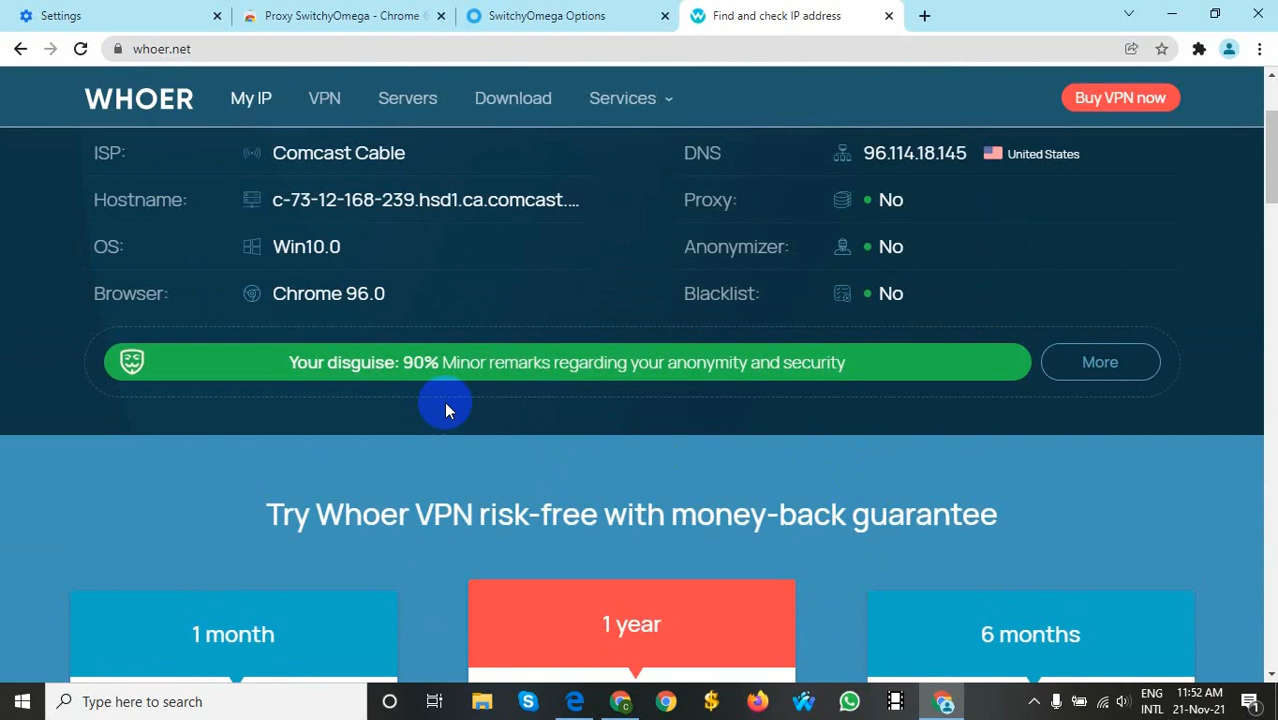 Settings
Proxy SwitchyOmega - Chrome
SwitchyOmega Options
Find and check IP address
whoer.net
WHOER
My IP
VPN
Servers
Download
Services
Buy VPN now
ISP:
Comcast Cable
DNS
96.114.18.145
United States
Hostname:
c-73-12-168-239.hsd1.ca.comcast....
Proxy:
No
OS:
Win10.0
Anonymizer:
No
Browser:
Chrome 96.0
Blacklist:
No
Your disguise: 90% Minor remarks regarding your anonymity and security
More
Try Whoer VPN risk-free with money-back guarantee
1 month
1 year
6 months
Type here to search
ENG
INTL
11:52 AM
21-Nov-21
1